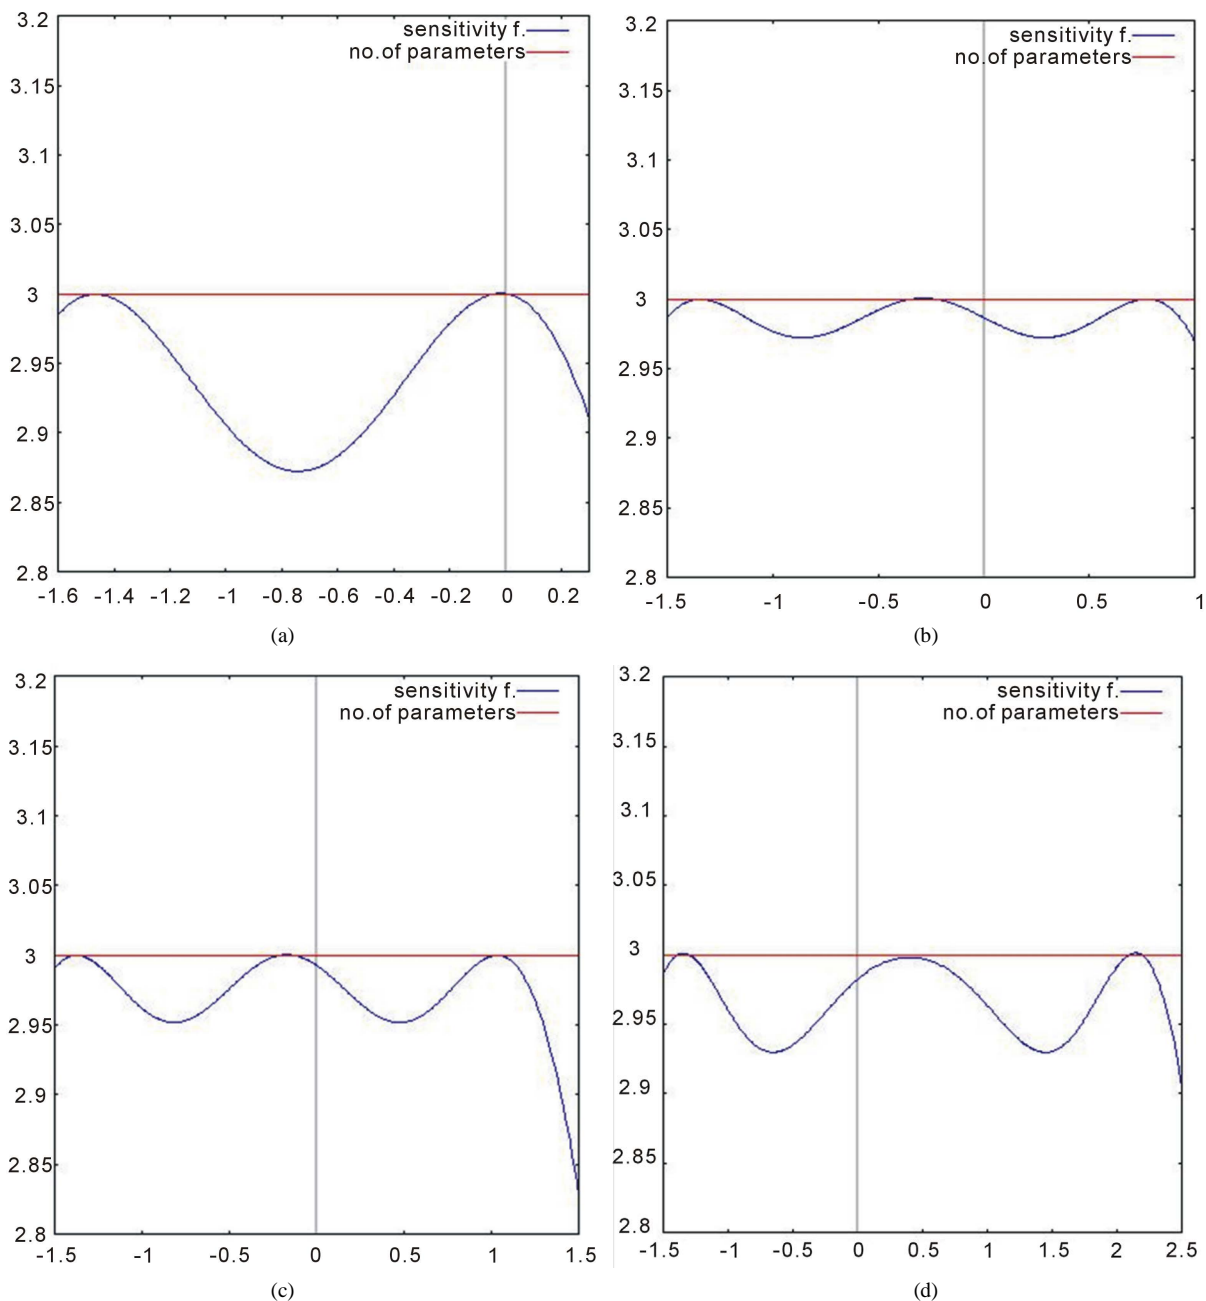 3.2
sensitivity f.
no.of parameters
3.15
3.1
3.05
3
2.95
2.9
2.85
2.8
-1.6 -1.4 -1.2 -1 -0.8 -0.6 -0.4 -0.2 0 0.2
(a)
3.2
sensitivity f.
no.of parameters
3.15
3.1
3.05
3
2.95
2.9
2.85
2.8
-1.5 -1 -0.5 0 0.5 1
(b)
3.2
sensitivity f.
no.of parameters
3.15
3.1
3.05
3
2.95
2.9
2.85
2.8
-1.5 -1 -0.5 0 0.5 1 1.5
(c)
3.2
sensitivity f.
no.of parameters
3.15
3.1
3.05
3
2.95
2.9
2.85
2.8
-1.5 -1 -0.5 0 0.5 1 1.5 2 2.5
(d)